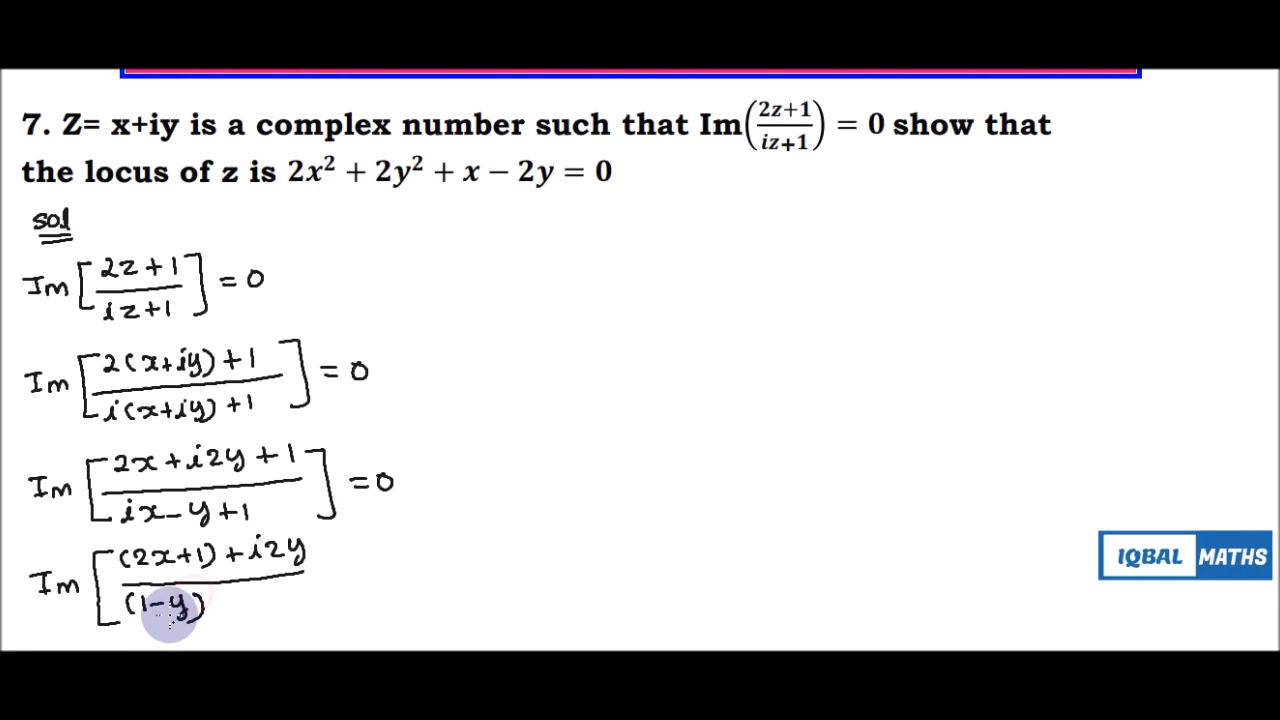 7. Z= x+iy is a complex number such that Im((2z+1)/(iz+1)) = 0 show that
the locus of z is 2x² + 2y² + x − 2y = 0
sol
Im [(2z+1)/(iz+1)] = 0
Im [(2(x+iy)+1)/(i(x+iy)+1)] = 0
Im [(2x+i2y+1)/(ix-y+1)] = 0
Im [((2x+1)+i2y)/((1-y)
IQBAL MATHS